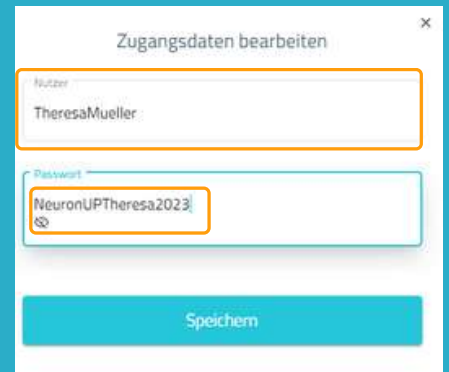 ×
Zugangsdaten bearbeiten
Nutzer
TheresaMueller
Passwort
NeuronUPTheresa2023
Speichern